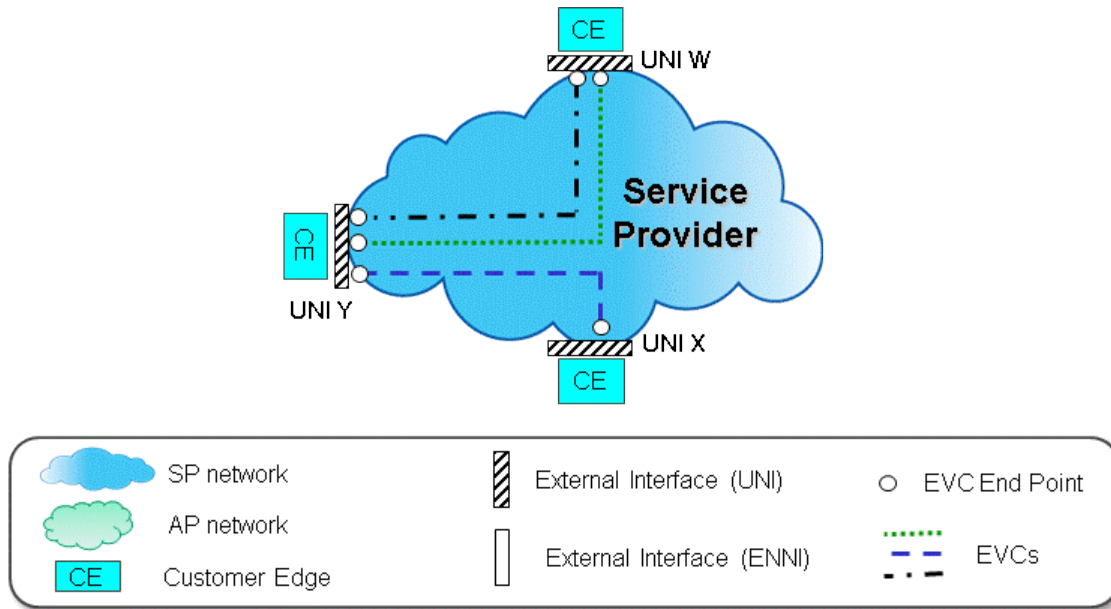 CE
UNI W
Service
Provider
CE
UNI Y
UNI X
CE
SP network
External Interface (UNI)
EVC End Point
AP network
External Interface (ENNI)
EVCs
CE
Customer Edge